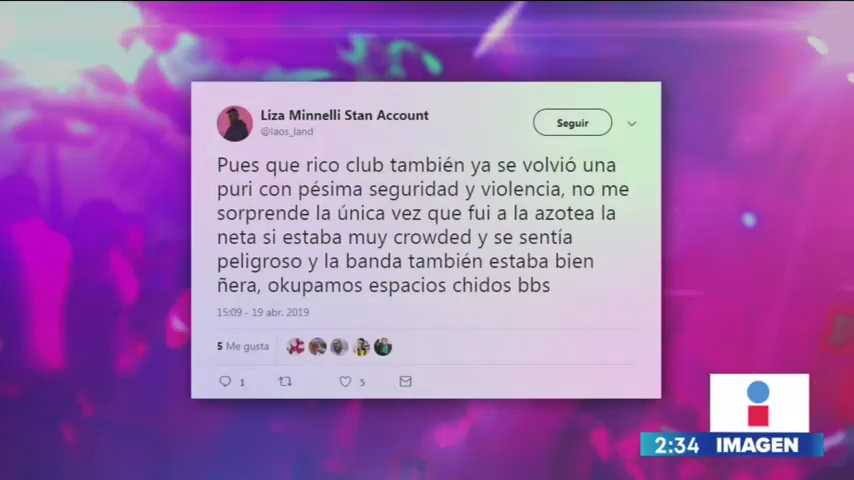 Liza Minnelli Stan Account
@laos_land
Seguir
Pues que rico club también ya se volvió una
puri con pésima seguridad y violencia, no me
sorprende la única vez que fui a la azotea la
neta si estaba muy crowded y se sentía
peligroso y la banda también estaba bien
ñera, okupamos espacios chidos bbs
15:09 - 19 abr. 2019
5 Me gusta
1
5
2:34 IMAGEN